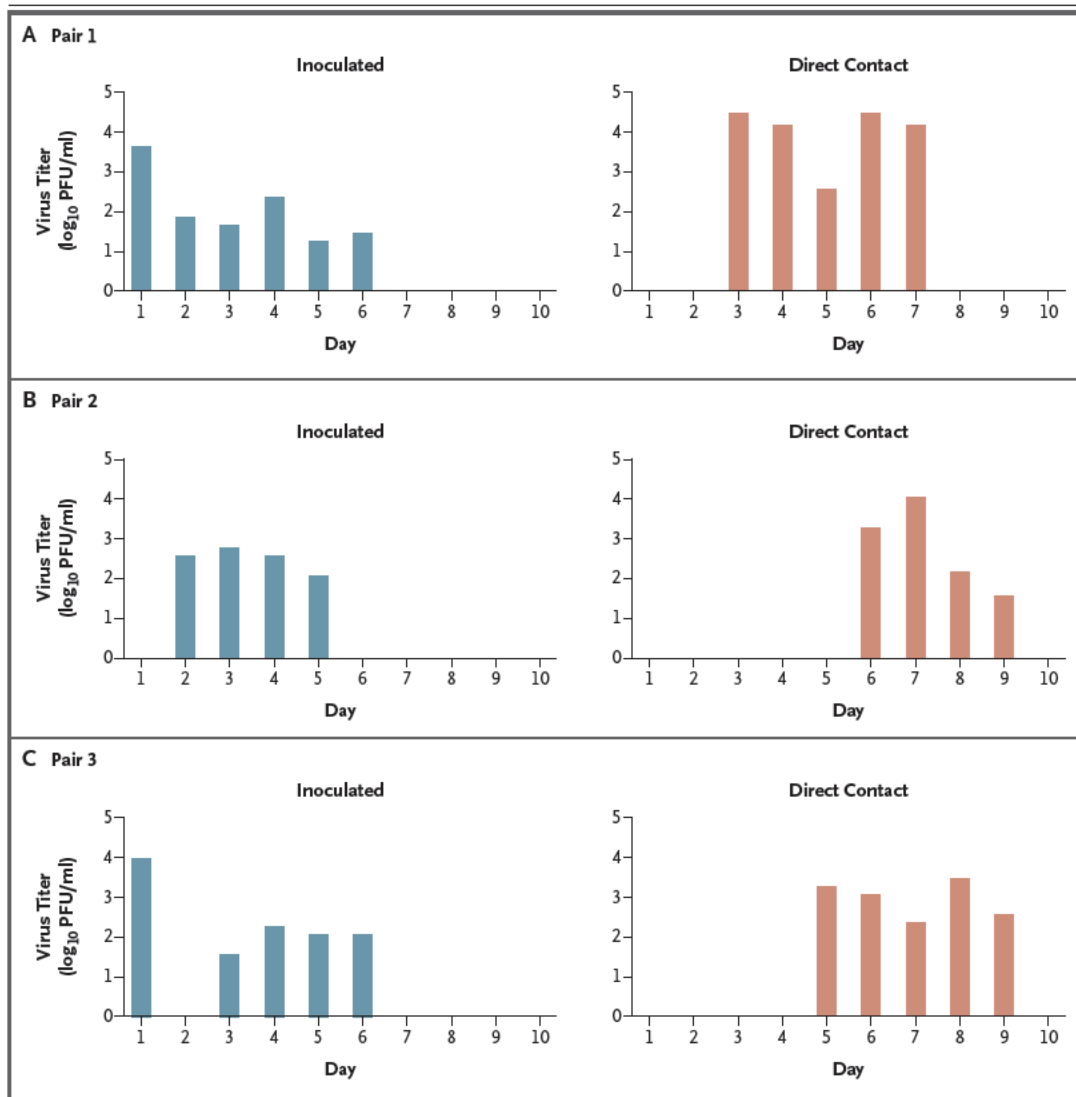 A Pair 1
Inoculated
Direct Contact
Virus Titer
(log10 PFU/ml)
5
4
3
2
1
0
1 2 3 4 5 6 7 8 9 10
Day
5
4
3
2
1
0
1 2 3 4 5 6 7 8 9 10
Day
B Pair 2
Inoculated
Direct Contact
Virus Titer
(log10 PFU/ml)
5
4
3
2
1
0
1 2 3 4 5 6 7 8 9 10
Day
5
4
3
2
1
0
1 2 3 4 5 6 7 8 9 10
Day
C Pair 3
Inoculated
Direct Contact
Virus Titer
(log10 PFU/ml)
5
4
3
2
1
0
1 2 3 4 5 6 7 8 9 10
Day
5
4
3
2
1
0
1 2 3 4 5 6 7 8 9 10
Day